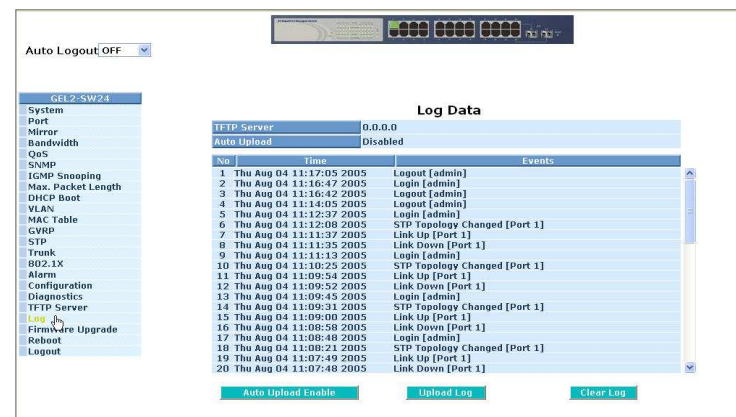 Auto Logout OFF
GEL2-SW24
System
Port
Mirror
Bandwidth
QoS
SNMP
IGMP Snooping
Max. Packet Length
DHCP Boot
VLAN
MAC Table
GVRP
STP
Trunk
802.1X
Alarm
Configuration
Diagnostics
TFTP Server
Log
Firmware Upgrade
Reboot
Logout
Log Data
TFTP Server 0.0.0.0
Auto Upload Disabled
No Time Events
1 Thu Aug 04 11:17:05 2005 Logout [admin]
2 Thu Aug 04 11:16:47 2005 Login [admin]
3 Thu Aug 04 11:16:42 2005 Logout [admin]
4 Thu Aug 04 11:14:05 2005 Logout [admin]
5 Thu Aug 04 11:12:37 2005 Login [admin]
6 Thu Aug 04 11:12:08 2005 STP Topology Changed [Port 1]
7 Thu Aug 04 11:11:37 2005 Link Up [Port 1]
8 Thu Aug 04 11:11:35 2005 Link Down [Port 1]
9 Thu Aug 04 11:11:13 2005 Login [admin]
10 Thu Aug 04 11:10:25 2005 STP Topology Changed [Port 1]
11 Thu Aug 04 11:09:54 2005 Link Up [Port 1]
12 Thu Aug 04 11:09:52 2005 Link Down [Port 1]
13 Thu Aug 04 11:09:45 2005 Login [admin]
14 Thu Aug 04 11:09:31 2005 STP Topology Changed [Port 1]
15 Thu Aug 04 11:09:00 2005 Link Up [Port 1]
16 Thu Aug 04 11:08:58 2005 Link Down [Port 1]
17 Thu Aug 04 11:08:48 2005 Login [admin]
18 Thu Aug 04 11:08:21 2005 STP Topology Changed [Port 1]
19 Thu Aug 04 11:07:49 2005 Link Up [Port 1]
20 Thu Aug 04 11:07:48 2005 Link Down [Port 1]
Auto Upload Enable Upload Log Clear Log